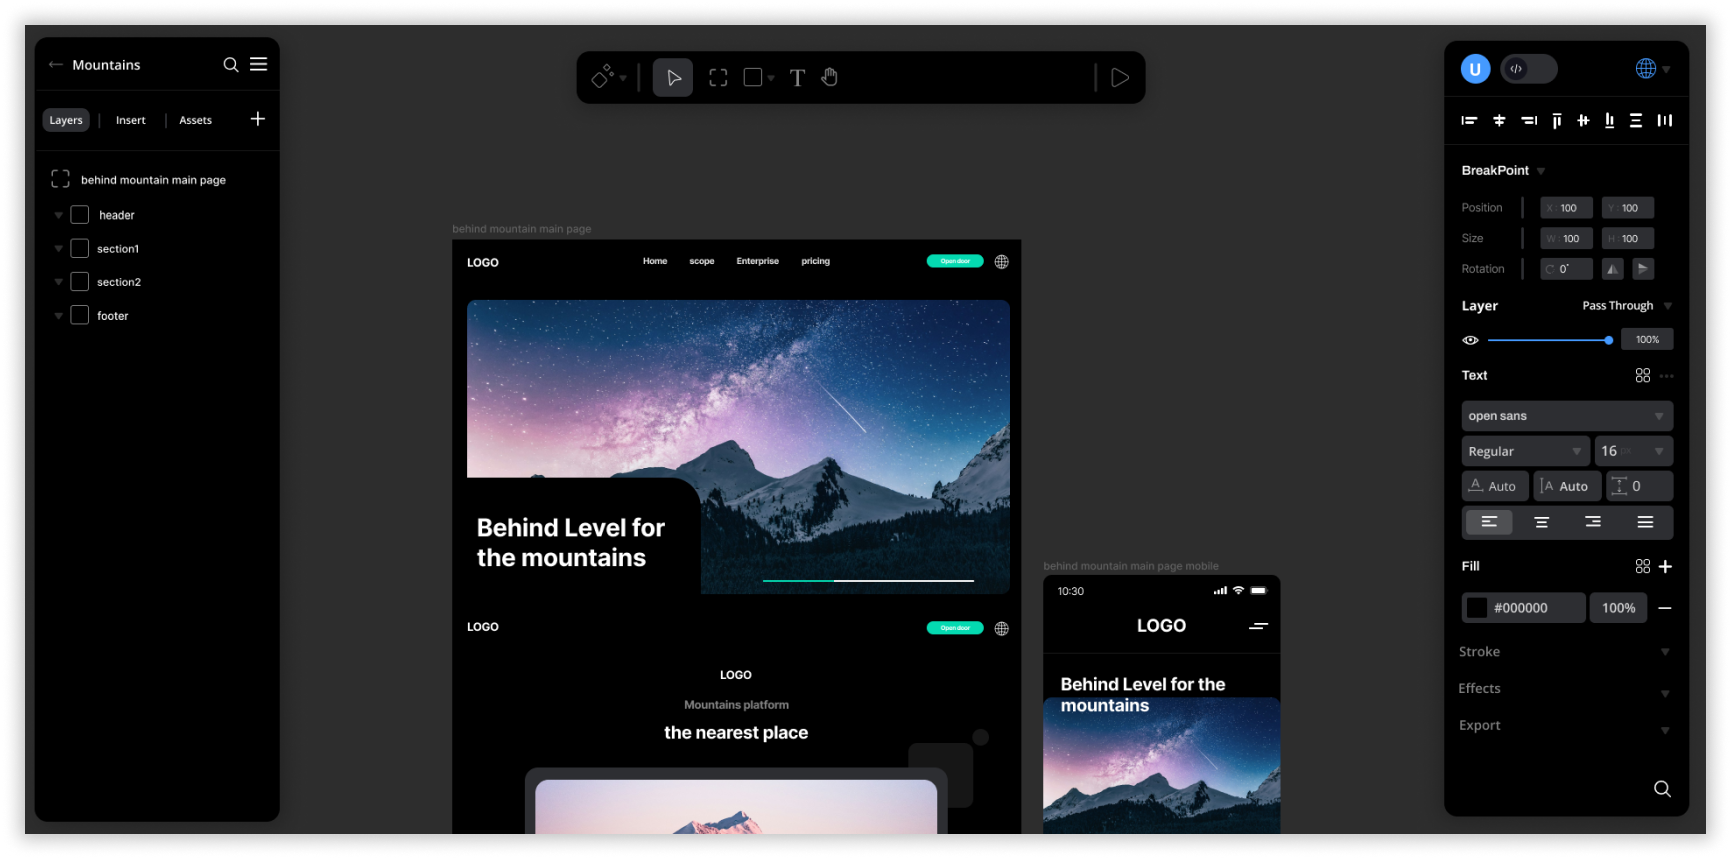 Mountains
Layers
Insert
Assets
behind mountain main page
header
section1
section2
footer
behind mountain main page
LOGO
Home
scope
Enterprise
pricing
Open door
Behind Level for
the mountains
LOGO
Open door
LOGO
Mountains platform
the nearest place
behind mountain main page mobile
10:30
LOGO
Behind Level for the
mountains
T
U
</>
BreakPoint
Position
X : 100
Y : 100
Size
W : 100
H : 100
Rotation
0°
Layer
Pass Through
100%
Text
open sans
Regular
16 PX
A Auto
A Auto
0
Fill
#000000
100%
Stroke
Effects
Export